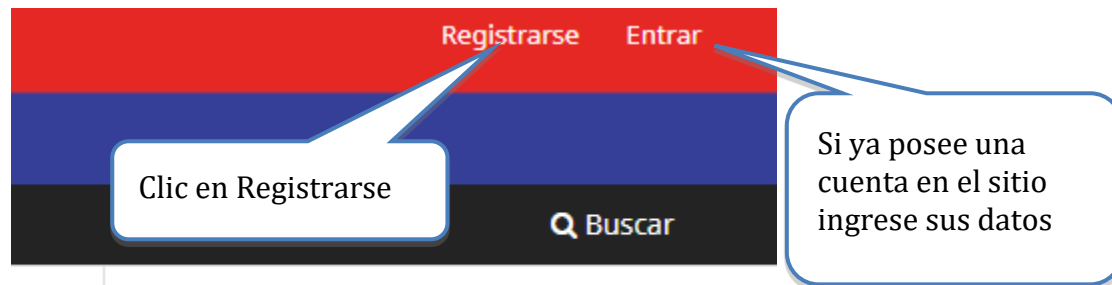 Registrarse Entrar
Clic en Registrarse
Si ya posee una
cuenta en el sitio
ingrese sus datos
Buscar